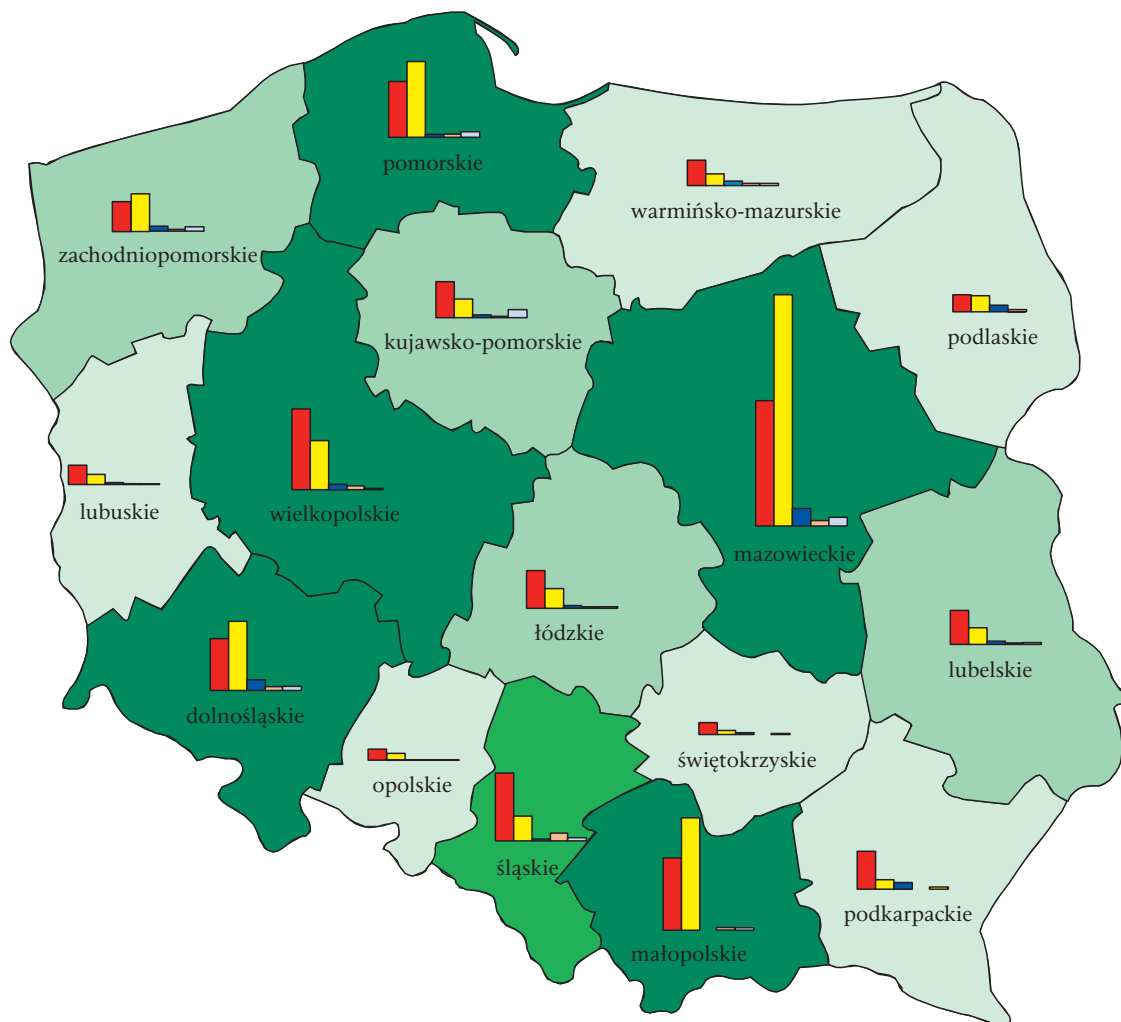 pomorskie
warmińsko-mazurskie
zachodniopomorskie
kujawsko-pomorskie
podlaskie
lubuskie
wielkopolskie
mazowieckie
łódzkie
lubelskie
dolnośląskie
opolskie
świętokrzyskie
śląskie
podkarpackie
małopolskie